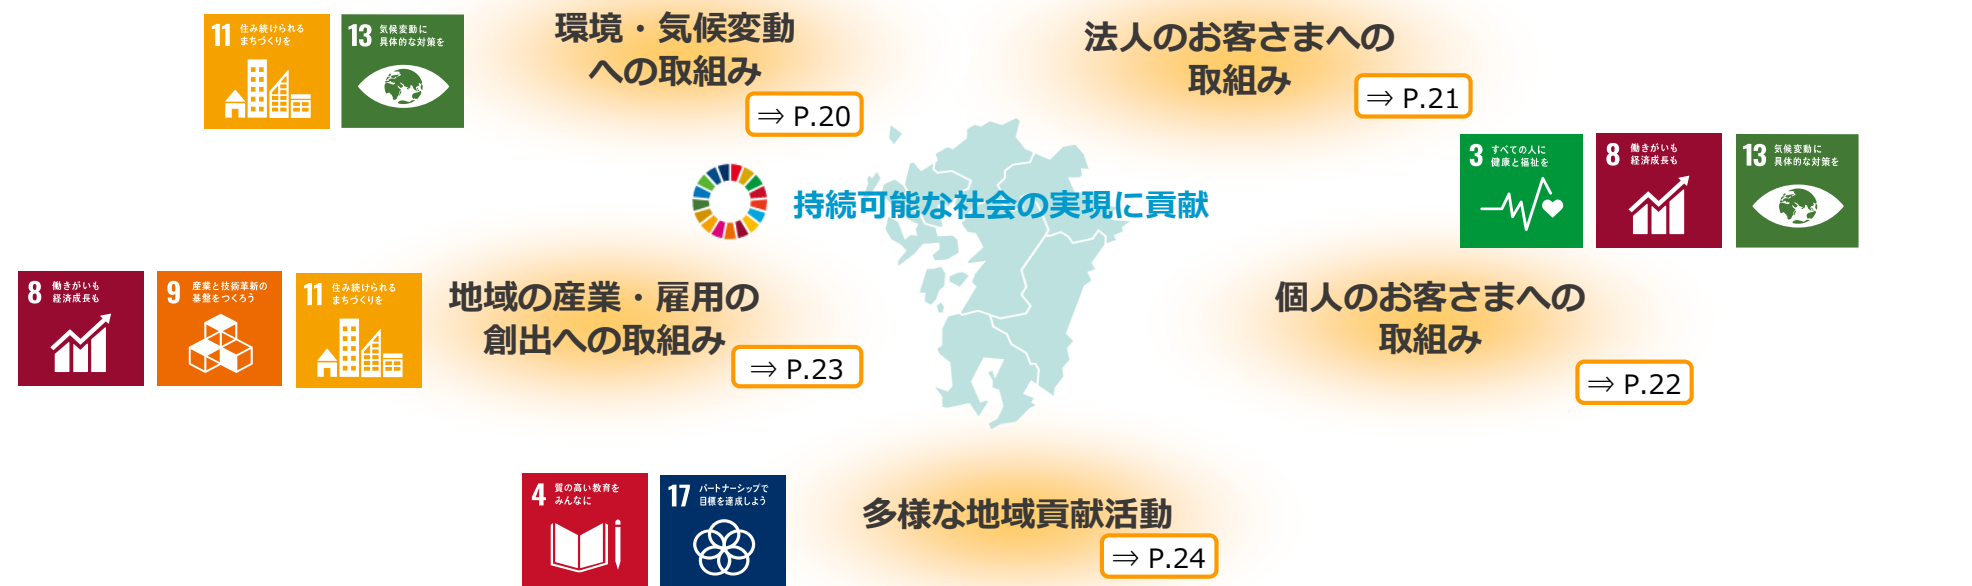 11 住み続けられる
まちづくりを
13 気候変動に
具体的な対策を
環境・気候変動
への取組み
⇒ P.20
法人のお客さまへの
取組み
⇒ P.21
3 すべての人に
健康と福祉を
8 働きがいも
経済成長も
13 気候変動に
具体的な対策を
持続可能な社会の実現に貢献
8 働きがいも
経済成長も
9 産業と技術革新の
基盤をつくろう
11 住み続けられる
まちづくりを
地域の産業・雇用の
創出への取組み
⇒ P.23
個人のお客さまへの
取組み
⇒ P.22
4 質の高い教育を
みんなに
17 パートナーシップで
目標を達成しよう
多様な地域貢献活動
⇒ P.24